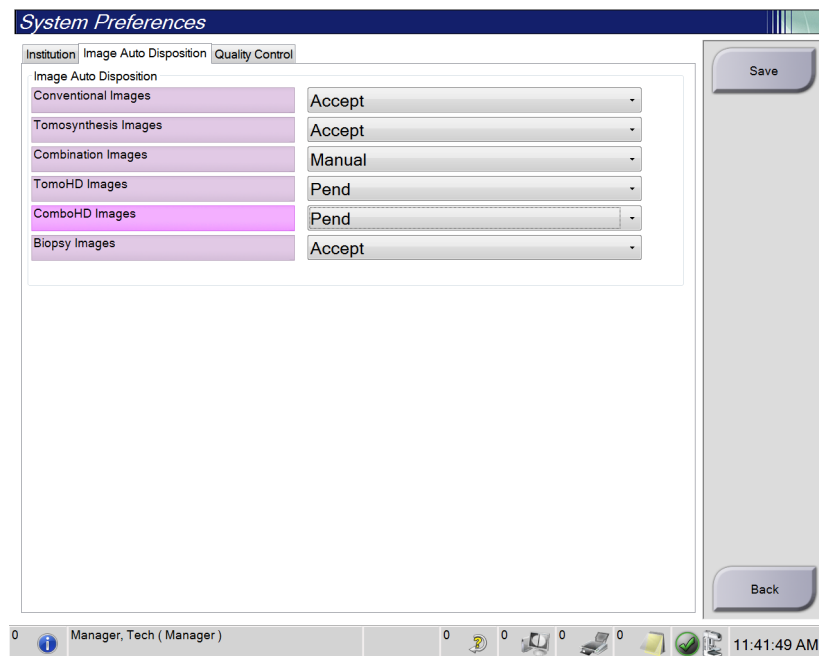 System Preferences
Institution Image Auto Disposition Quality Control
Image Auto Disposition
Conventional Images Accept
Tomosynthesis Images Accept
Combination Images Manual
TomoHD Images Pend
ComboHD Images Pend
Biopsy Images Accept
Save
Back
0 Manager, Tech ( Manager ) 0 0 0 0 11:41:49 AM